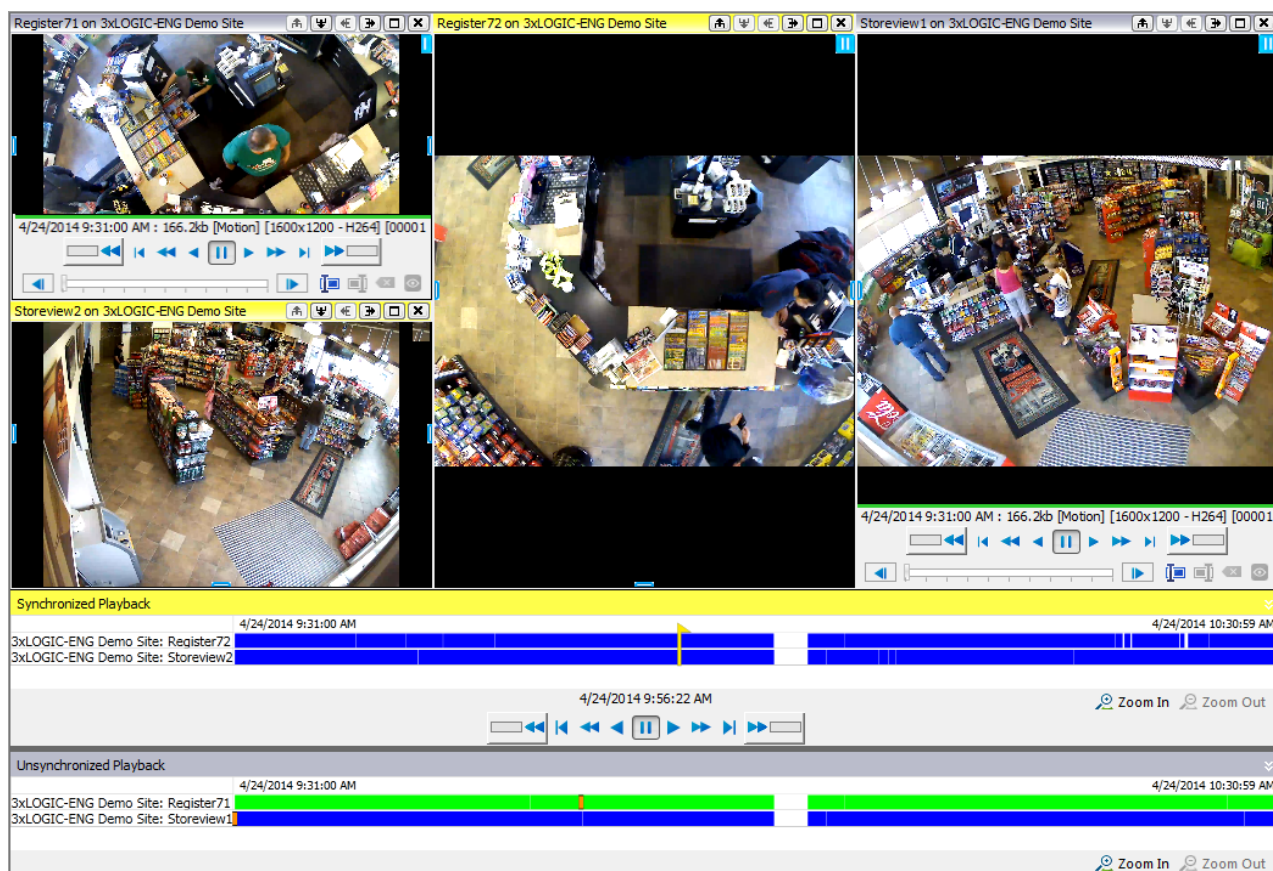 Register71 on 3xLOGIC-ENG Demo Site
Register72 on 3xLOGIC-ENG Demo Site
Storeview1 on 3xLOGIC-ENG Demo Site
4/24/2014 9:31:00 AM : 166.2kb [Motion] [1600x1200 - H264] [00001
Storeview2 on 3xLOGIC-ENG Demo Site
4/24/2014 9:31:00 AM : 166.2kb [Motion] [1600x1200 - H264] [00001
Synchronized Playback
4/24/2014 9:31:00 AM
4/24/2014 10:30:59 AM
3xLOGIC-ENG Demo Site: Register72
3xLOGIC-ENG Demo Site: Storeview2
4/24/2014 9:56:22 AM
Zoom In
Zoom Out
Unsynchronized Playback
4/24/2014 9:31:00 AM
4/24/2014 10:30:59 AM
3xLOGIC-ENG Demo Site: Register71
3xLOGIC-ENG Demo Site: Storeview1
Zoom In
Zoom Out